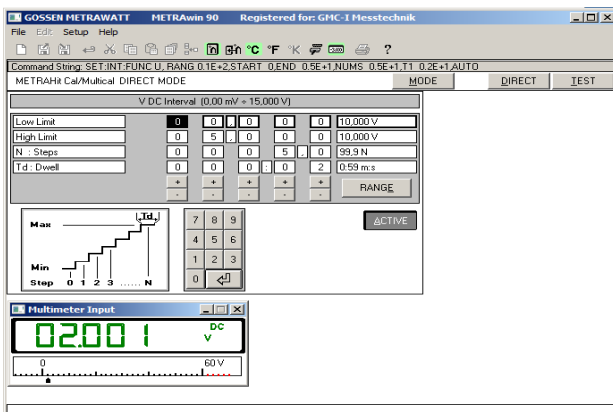 GOSSEN METRAWATT METRAwin 90 Registered for: GMC-I Messtechnik
File Edit Setup Help
°C °F °K ?
Command String: SET:INT:FUNC U, RANG 0.1E+2,START 0,END 0.5E+1,NUMS 0.5E+1,T1 0.2E+1,AUTO
METRAHit Cal/Multical DIRECT MODE MODE DIRECT TEST
V DC Interval (0,00 mV ÷ 15,000 V)
Low Limit 0 0 , 0 0 0 10,000 V
High Limit 0 5 , 0 0 0 10,000 V
N : Steps 0 0 0 5 , 0 99,9 N
Td : Dwell 0 0 0 : 0 2 0:59 m:s
+ + + + +
- - - - - RANGE
Max Td 7 8 9 ACTIVE
4 5 6
Min 1 2 3
Step 0 1 2 3 ...... N 0
Multimeter Input
02.001 DC V
0 60 V